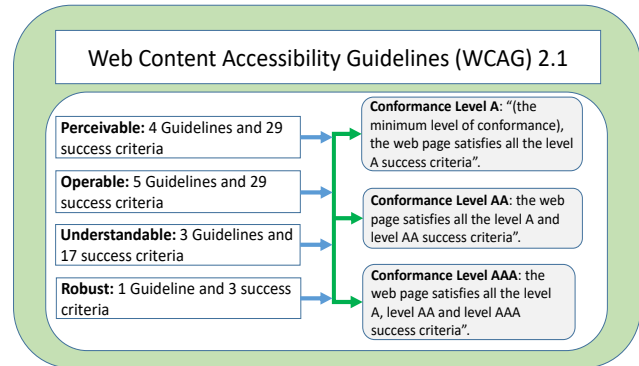 Web Content Accessibility Guidelines (WCAG) 2.1
Perceivable: 4 Guidelines and 29
success criteria
Operable: 5 Guidelines and 29
success criteria
Understandable: 3 Guidelines and
17 success criteria
Robust: 1 Guideline and 3 success
criteria
Conformance Level A: “(the
minimum level of conformance),
the web page satisfies all the level
A success criteria”.
Conformance Level AA: the web
page satisfies all the level A and
level AA success criteria”.
Conformance Level AAA: the
web page satisfies all the level
A, level AA and level AAA
success criteria”.